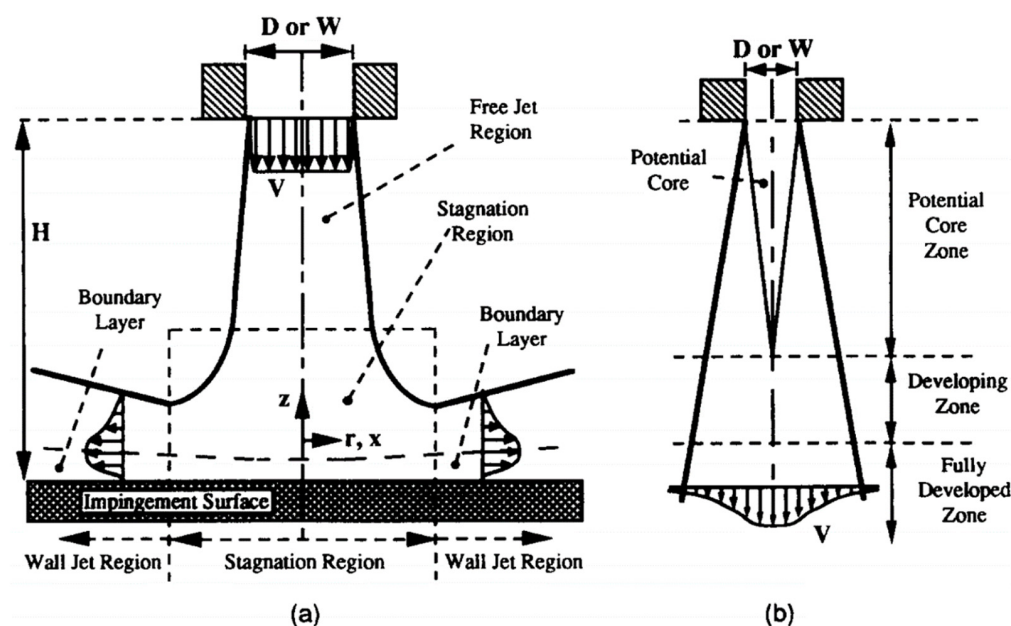 D or W
Free Jet
Region
V
H
Stagnation
Region
Boundary
Layer
Boundary
Layer
z
r, x
Impingement Surface
Wall Jet Region
Stagnation Region
Wall Jet Region
(a)
D or W
Potential
Core
Potential
Core
Zone
Developing
Zone
Fully
Developed
Zone
V
(b)